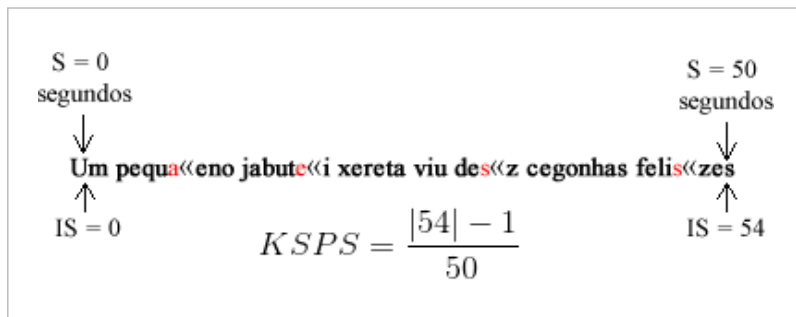 S = 0
segundos
S = 50
segundos
Um pequa«eno jabute«i xereta viu des«z cegonhas felis«zes
IS = 0
IS = 54
KSPS = \frac{|54| - 1}{50}